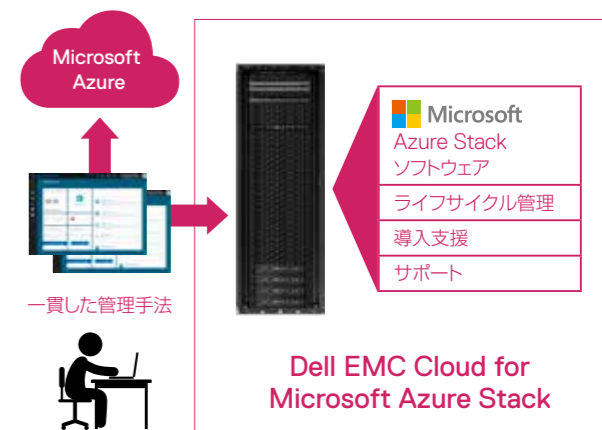 Microsoft
Azure
一貫した管理手法
Microsoft
Azure Stack
ソフトウェア
ライフサイクル管理
導入支援
サポート
Dell EMC Cloud for
Microsoft Azure Stack